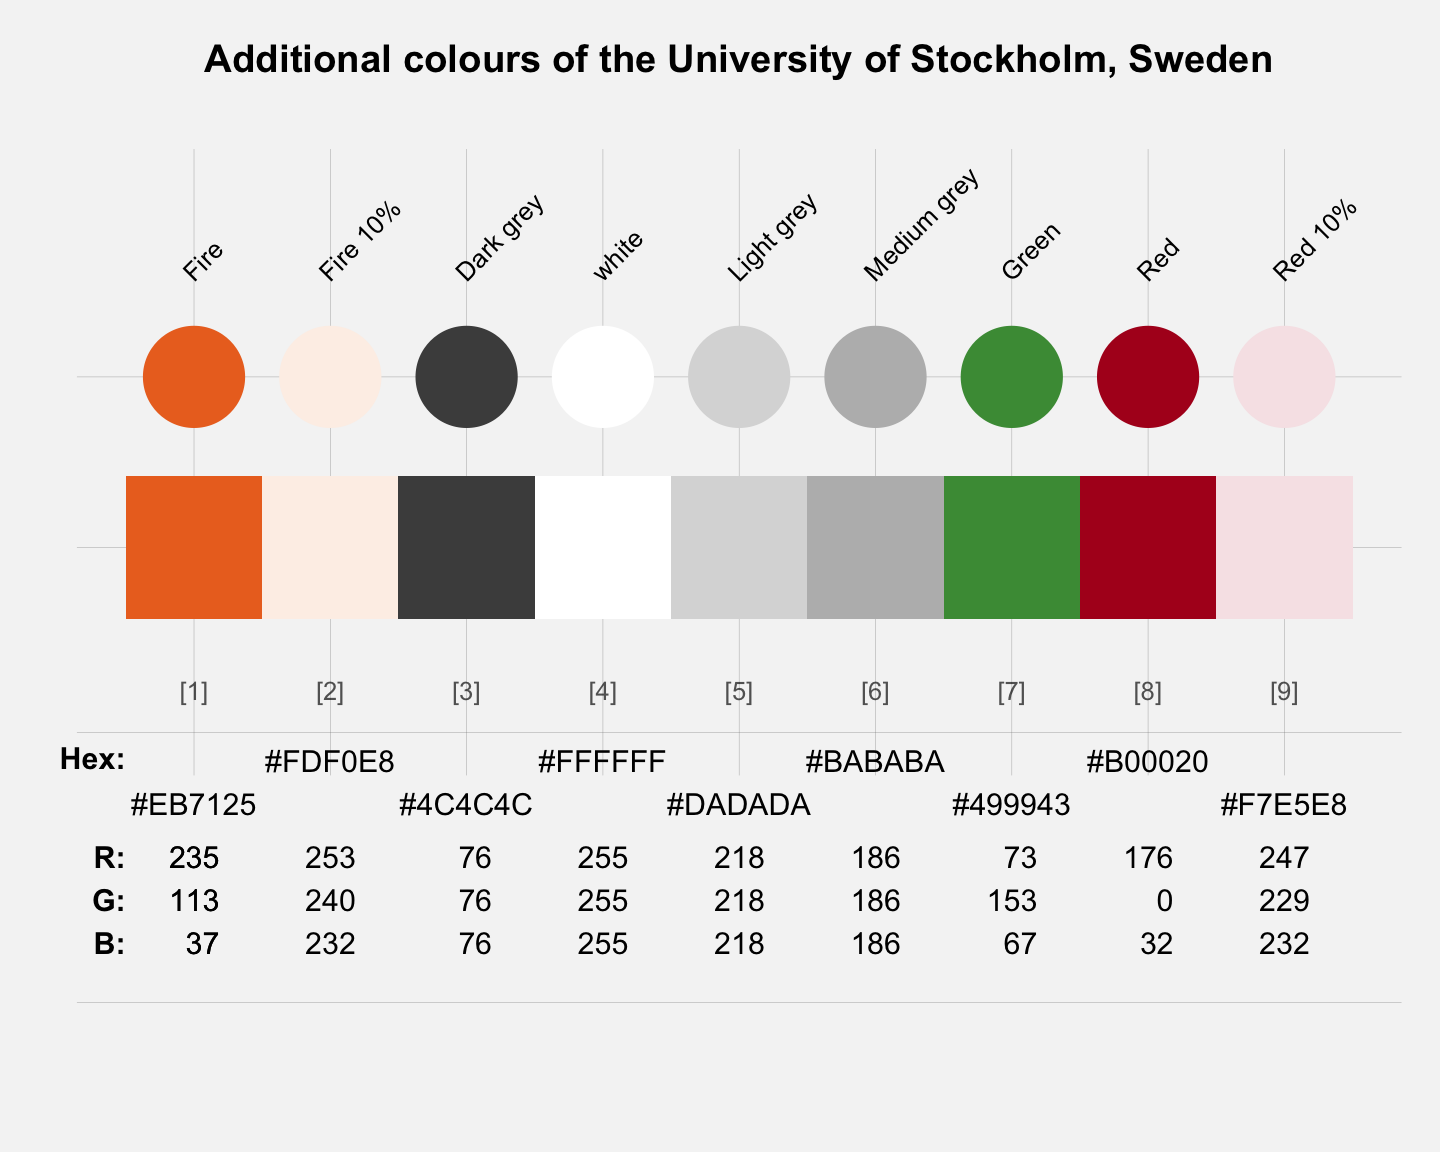 Additional colours of the University of Stockholm, Sweden
Fire
Fire 10%
Dark grey
white
Light grey
Medium grey
Green
Red
Red 10%
[1] [2] [3] [4] [5] [6] [7] [8] [9]
Hex: #FDF0E8 #FFFFFF #BABABA #B00020
#EB7125 #4C4C4C #DADADA #499943 #F7E5E8
R: 235 253 76 255 218 186 73 176 247
G: 113 240 76 255 218 186 153 0 229
B: 37 232 76 255 218 186 67 32 232